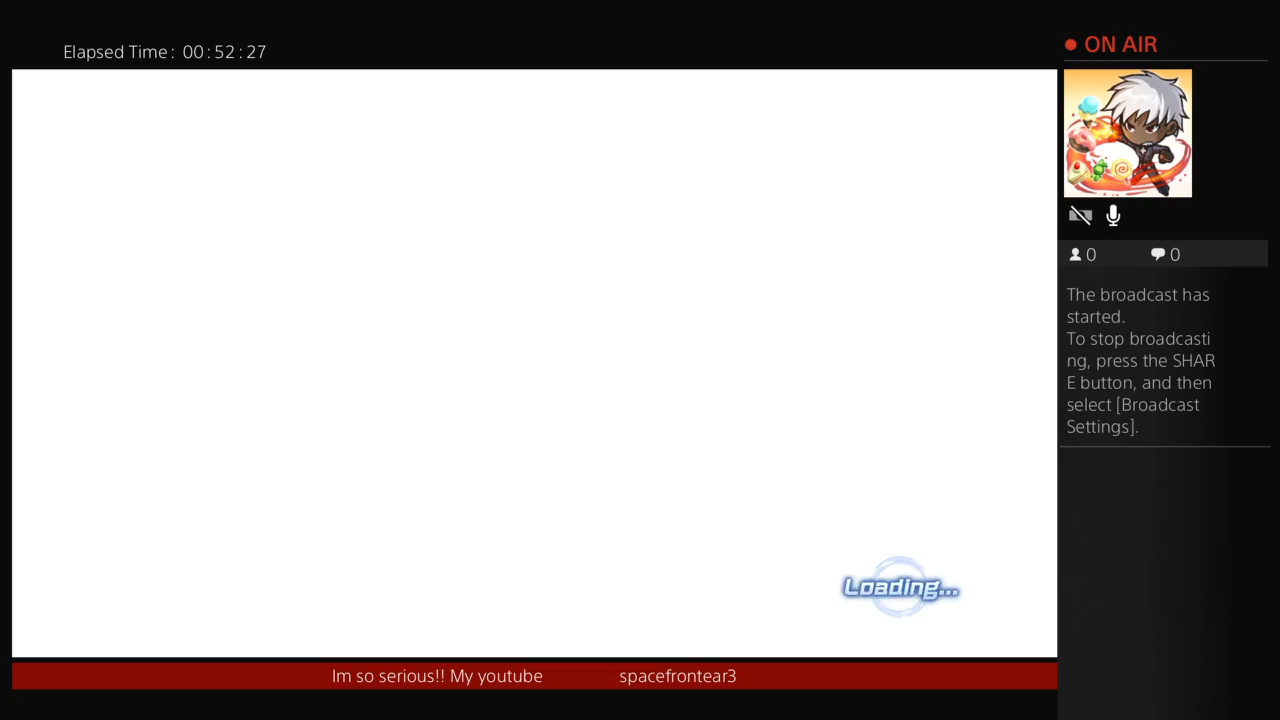 Elapsed Time: 00:52:27
ON AIR
0 0
The broadcast has
started.
To stop broadcasti
ng, press the SHAR
E button, and then
select [Broadcast
Settings].
Loading...
Im so serious!! My youtube spacefrontear3